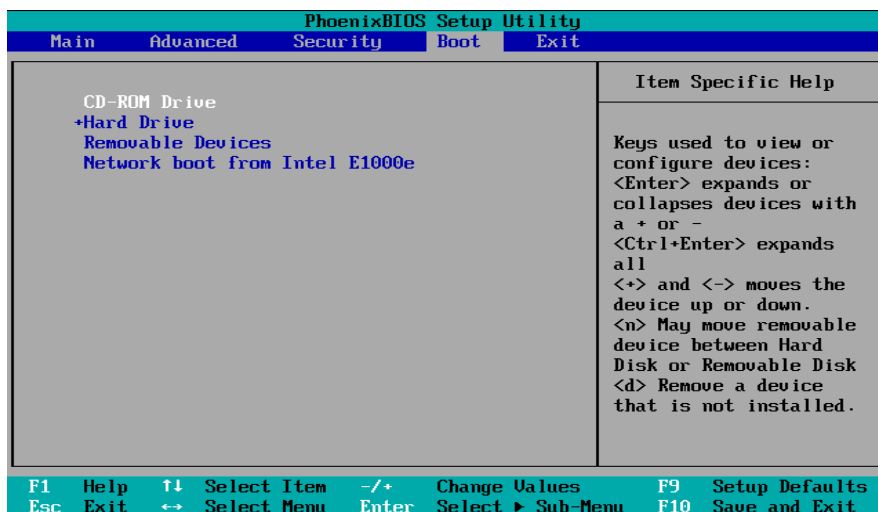 PhoenixBIOS Setup Utility
Main Advanced Security Boot Exit
CD-ROM Drive
+Hard Drive
Removable Devices
Network boot from Intel E1000e
Item Specific Help
Keys used to view or
configure devices:
<Enter> expands or
collapses devices with
a + or -
<Ctrl+Enter> expands
all
<+> and <-> moves the
device up or down.
<n> May move removable
device between Hard
Disk or Removable Disk
<d> Remove a device
that is not installed.
F1 Help ↑↓ Select Item -/+ Change Values F9 Setup Defaults
Esc Exit ↔ Select Menu Enter Select ▶ Sub-Menu F10 Save and Exit